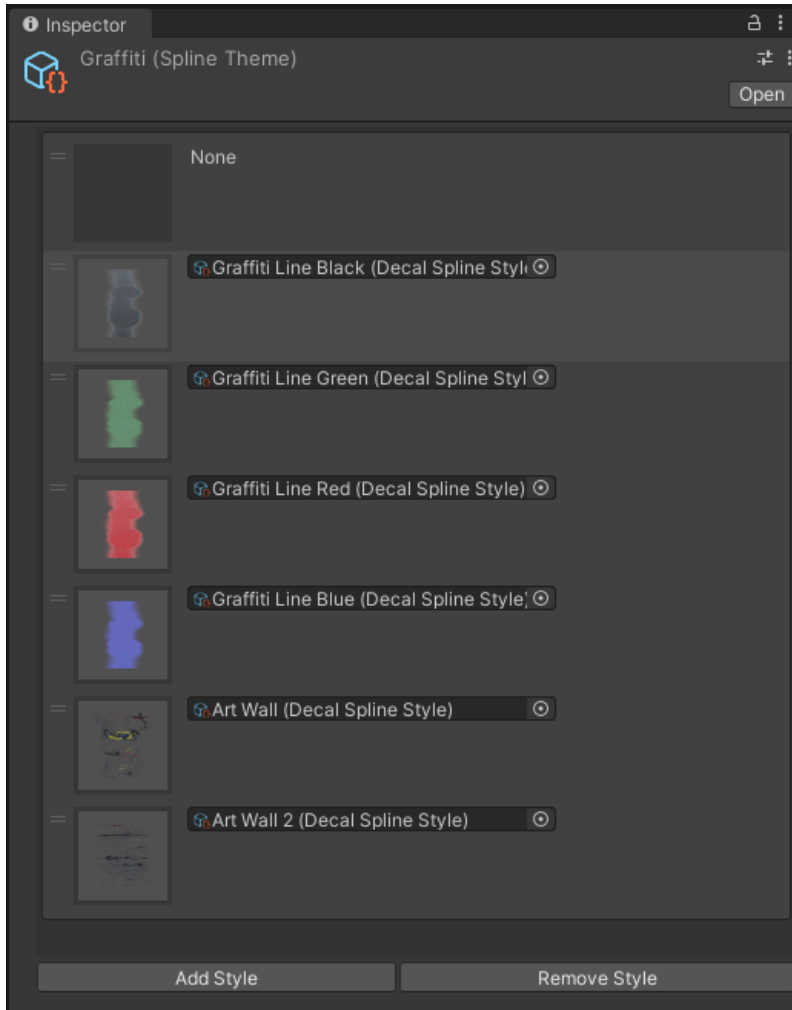 Inspector
Graffiti (Spline Theme)
Open
None
Graffiti Line Black (Decal Spline Styl
Graffiti Line Green (Decal Spline Styl
Graffiti Line Red (Decal Spline Style)
Graffiti Line Blue (Decal Spline Style)
Art Wall (Decal Spline Style)
Art Wall 2 (Decal Spline Style)
Add Style
Remove Style